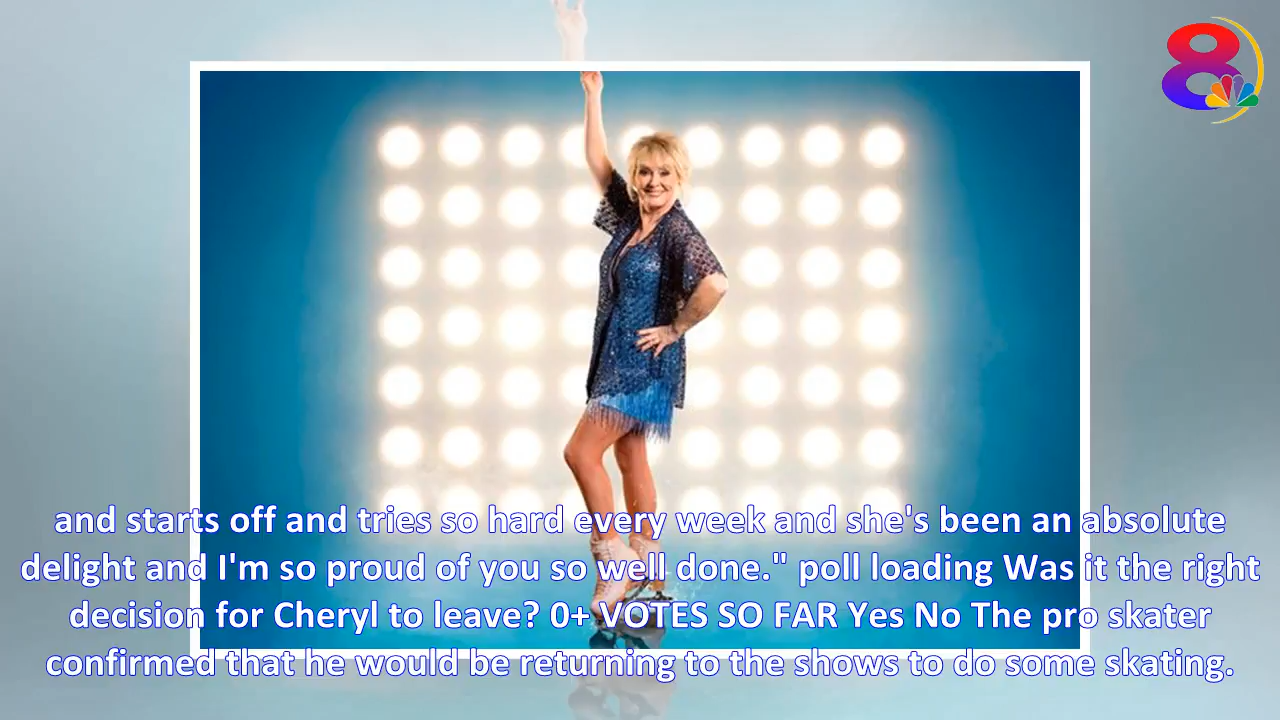 8
and starts off and tries so hard every week and she's been an absolute
delight and I'm so proud of you so well done." poll loading Was it the right
decision for Cheryl to leave? 0+ VOTES SO FAR Yes No The pro skater
confirmed that he would be returning to the shows to do some skating.